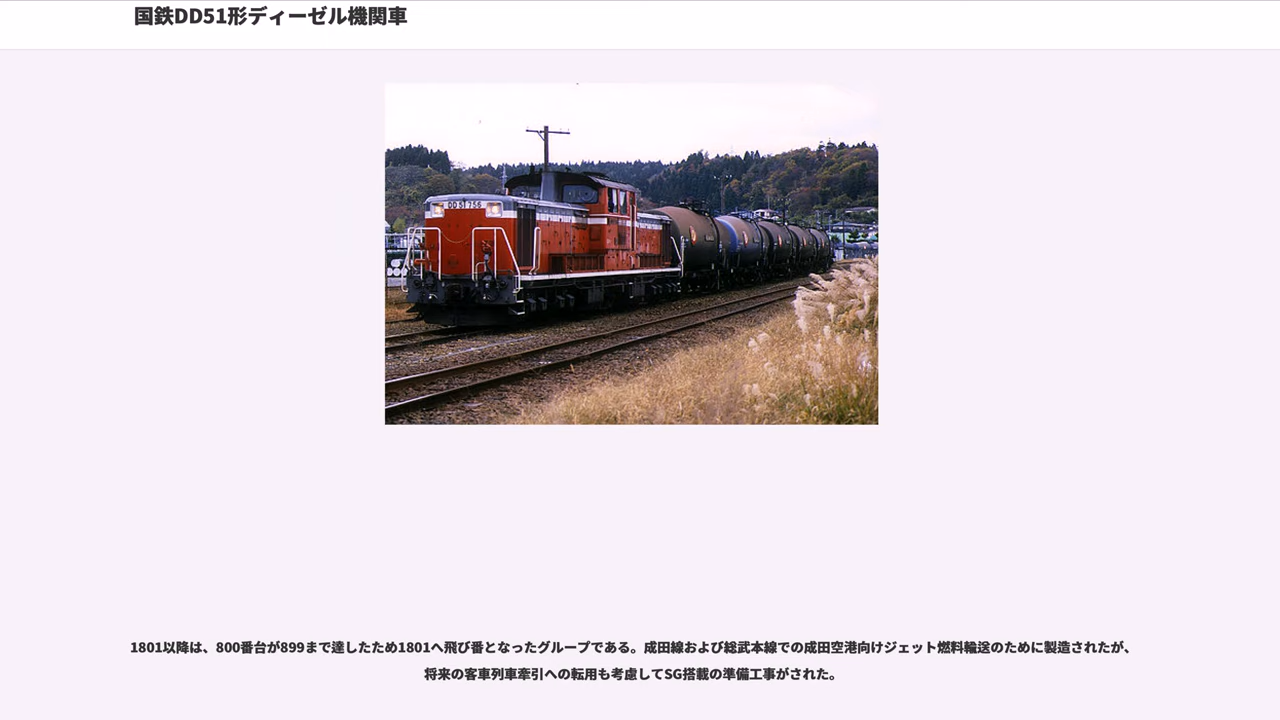 国鉄DD51形ディーゼル機関車
DD51 756
1801以降は、800番台が899まで達したため1801へ飛び番となったグループである。成田線および総武本線での成田空港向けジェット燃料輸送のために製造されたが、
将来の客車列車牽引への転用も考慮してSG搭載の準備工事がされた。